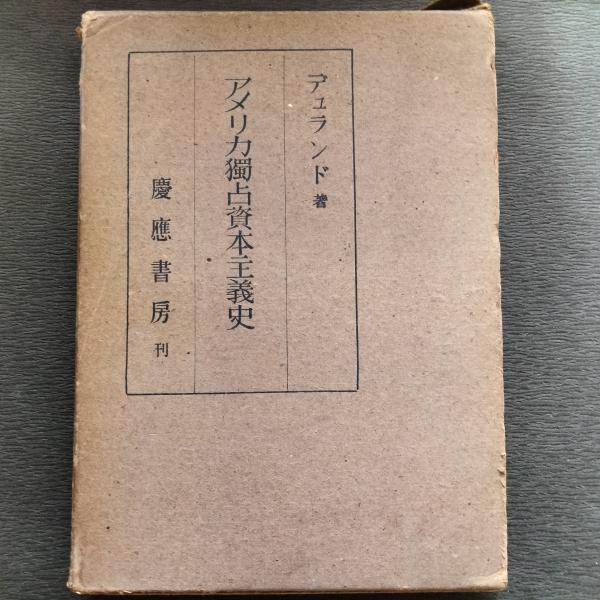 デュランド 著
アメリカ獨占資本主義史
慶應書房 刊